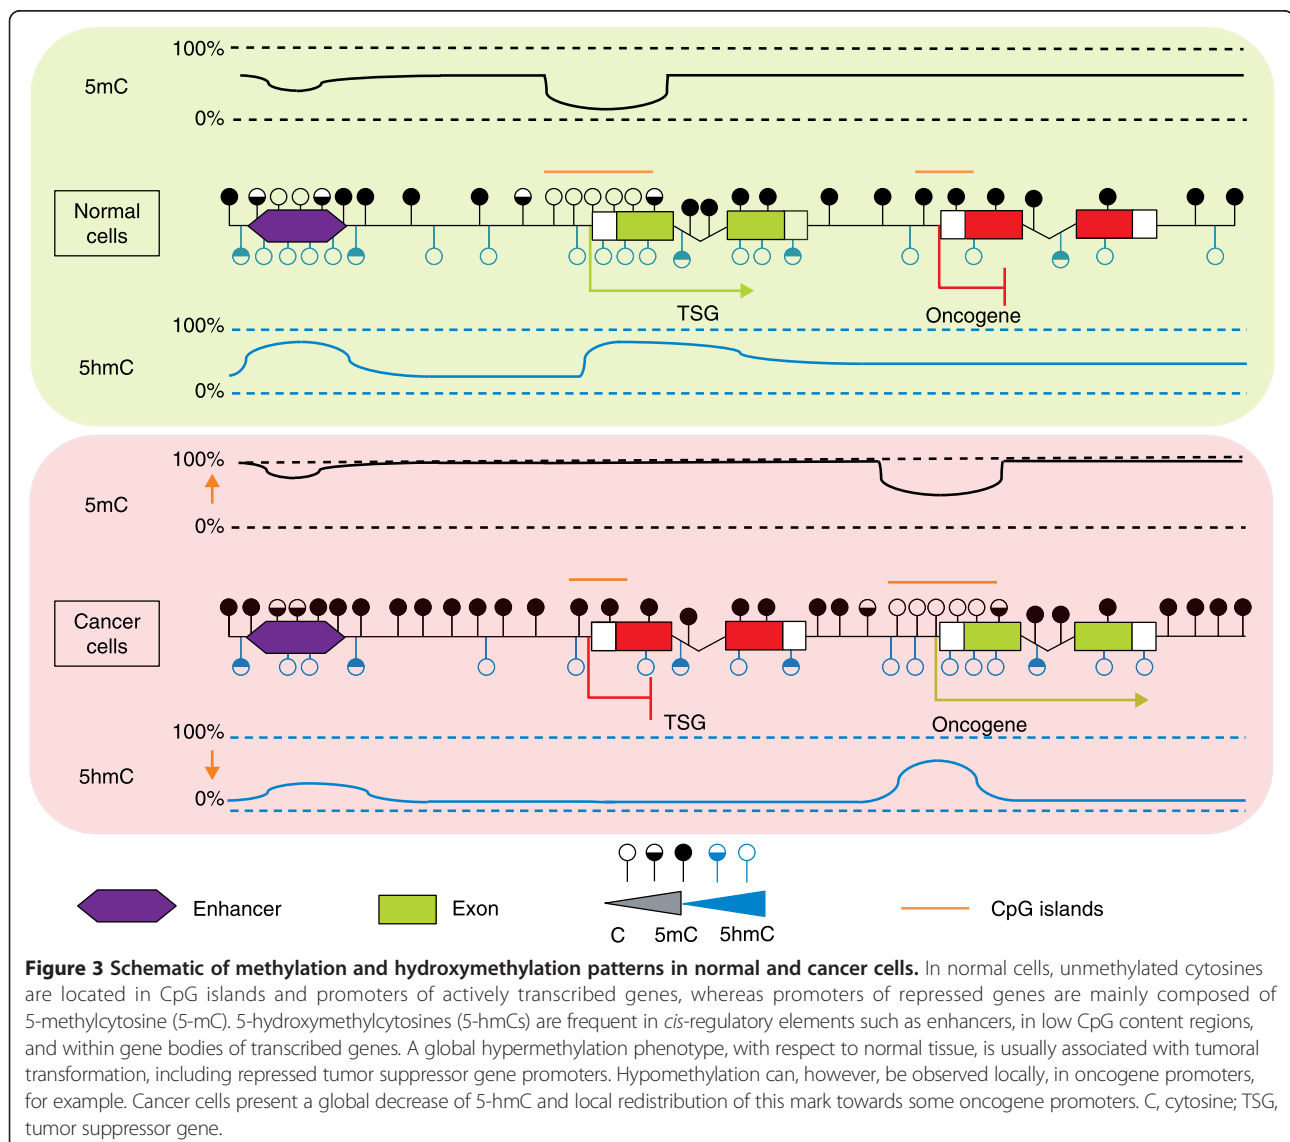 100%
5mC
0%
Normal
cells
TSG
Oncogene
100%
5hmC
0%
100%
5mC
0%
Cancer
cells
TSG
Oncogene
100%
5hmC
0%
Enhancer
Exon
C 5mC 5hmC
CpG islands
Figure 3 Schematic of methylation and hydroxymethylation patterns in normal and cancer cells. In normal cells, unmethylated cytosines
are located in CpG islands and promoters of actively transcribed genes, whereas promoters of repressed genes are mainly composed of
5-methylcytosine (5-mC). 5-hydroxymethylcytosines (5-hmCs) are frequent in cis-regulatory elements such as enhancers, in low CpG content regions,
and within gene bodies of transcribed genes. A global hypermethylation phenotype, with respect to normal tissue, is usually associated with tumoral
transformation, including repressed tumor suppressor gene promoters. Hypomethylation can, however, be observed locally, in oncogene promoters,
for example. Cancer cells present a global decrease of 5-hmC and local redistribution of this mark towards some oncogene promoters. C, cytosine; TSG,
tumor suppressor gene.